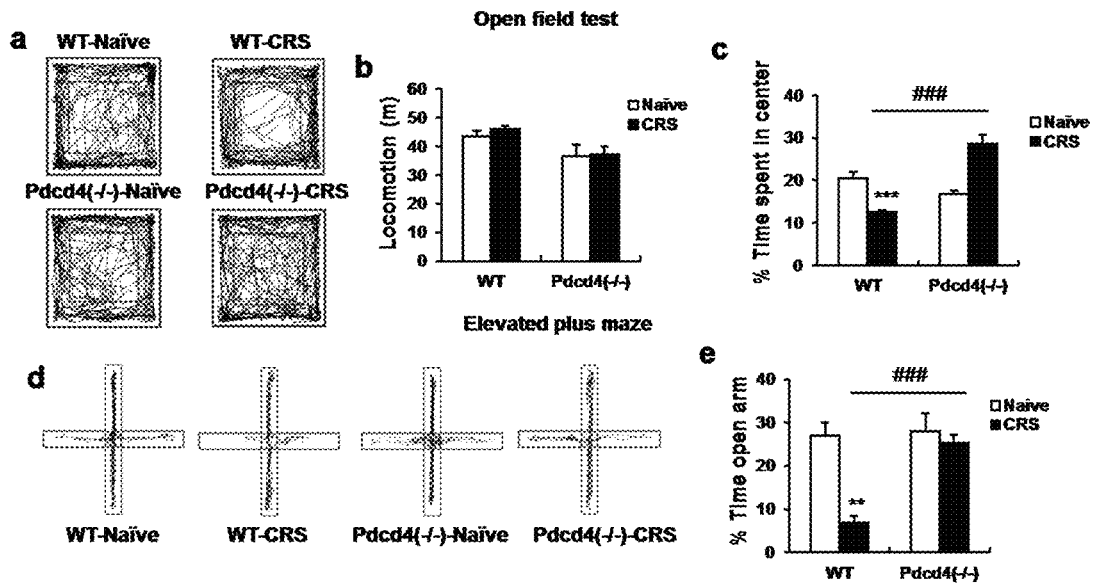 Open field test
a
WT-Naïve
WT-CRS
Pdcd4(-/-)-Naïve
Pdcd4(-/-)-CRS
b
Locomotion (m)
60
50
40
30
20
10
0
Naïve
CRS
WT
Pdcd4(-/-)
c
% Time spent in center
40
30
20
10
0
###
***
Naïve
CRS
WT
Pdcd4(-/-)
Elevated plus maze
d
WT-Naïve
WT-CRS
Pdcd4(-/-)-Naïve
Pdcd4(-/-)-CRS
e
% Time open arm
40
30
20
10
0
###
**
Naive
CRS
WT
Pdcd4(-/-)